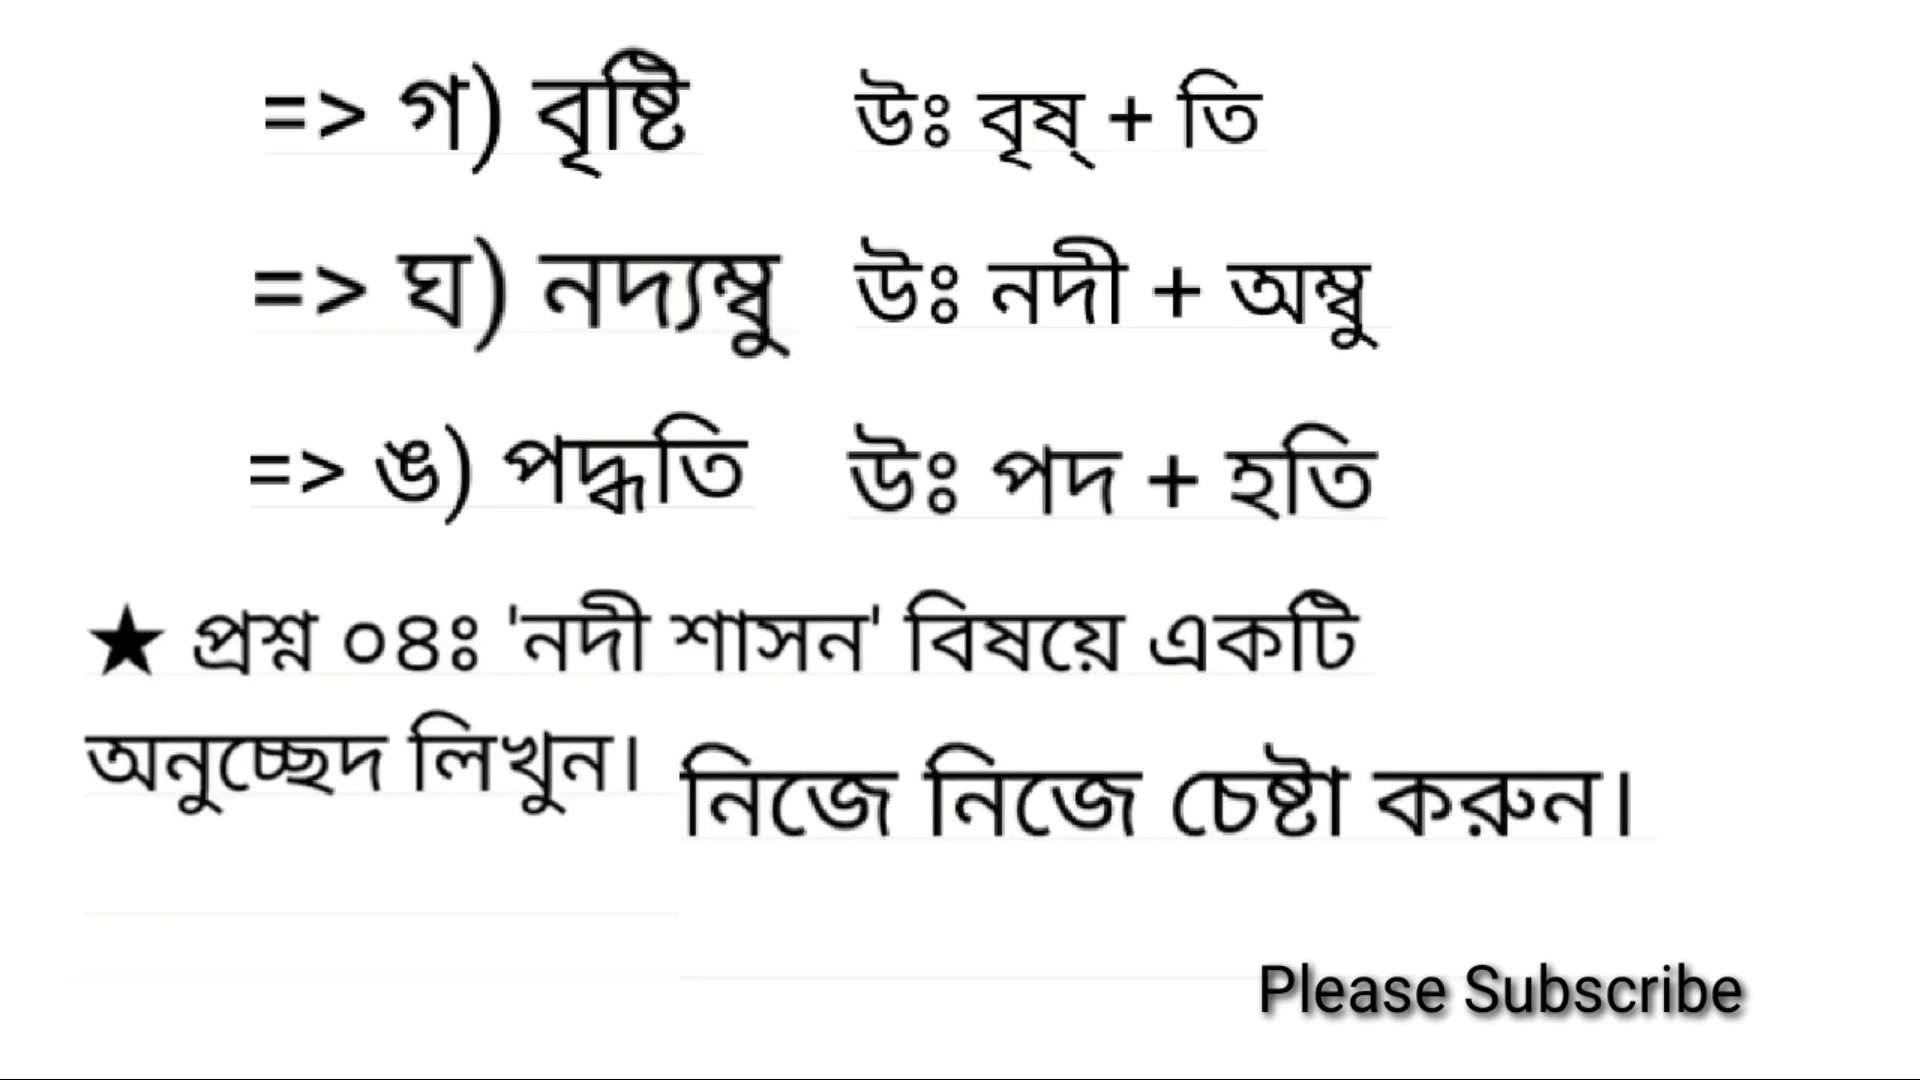 => গ) বৃষ্টি উঃ বৃষ্ + তি
=> ঘ) নদ্যম্বু উঃ নদী + অম্বু
=> ঙ) পদ্ধতি উঃ পদ + হতি
★ প্রশ্ন ০৪ঃ 'নদী শাসন' বিষয়ে একটি
অনুচ্ছেদ লিখুন। নিজে নিজে চেষ্টা করুন।
Please Subscribe